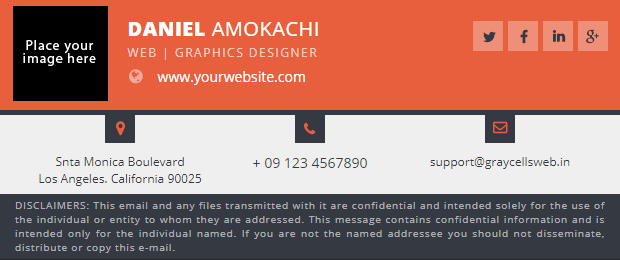 Place your
image here
DANIEL AMOKACHI
WEB | GRAPHICS DESIGNER
www.yourwebsite.com
Snta Monica Boulevard
Los Angeles. California 90025
+ 09 123 4567890
support@graycellsweb.in
DISCLAIMERS: This email and any files transmitted with it are confidential and intended solely for the use of
the individual or entity to whom they are addressed. This message contains confidential information and is
intended only for the individual named. If you are not the named addressee you should not disseminate,
distribute or copy this e-mail.